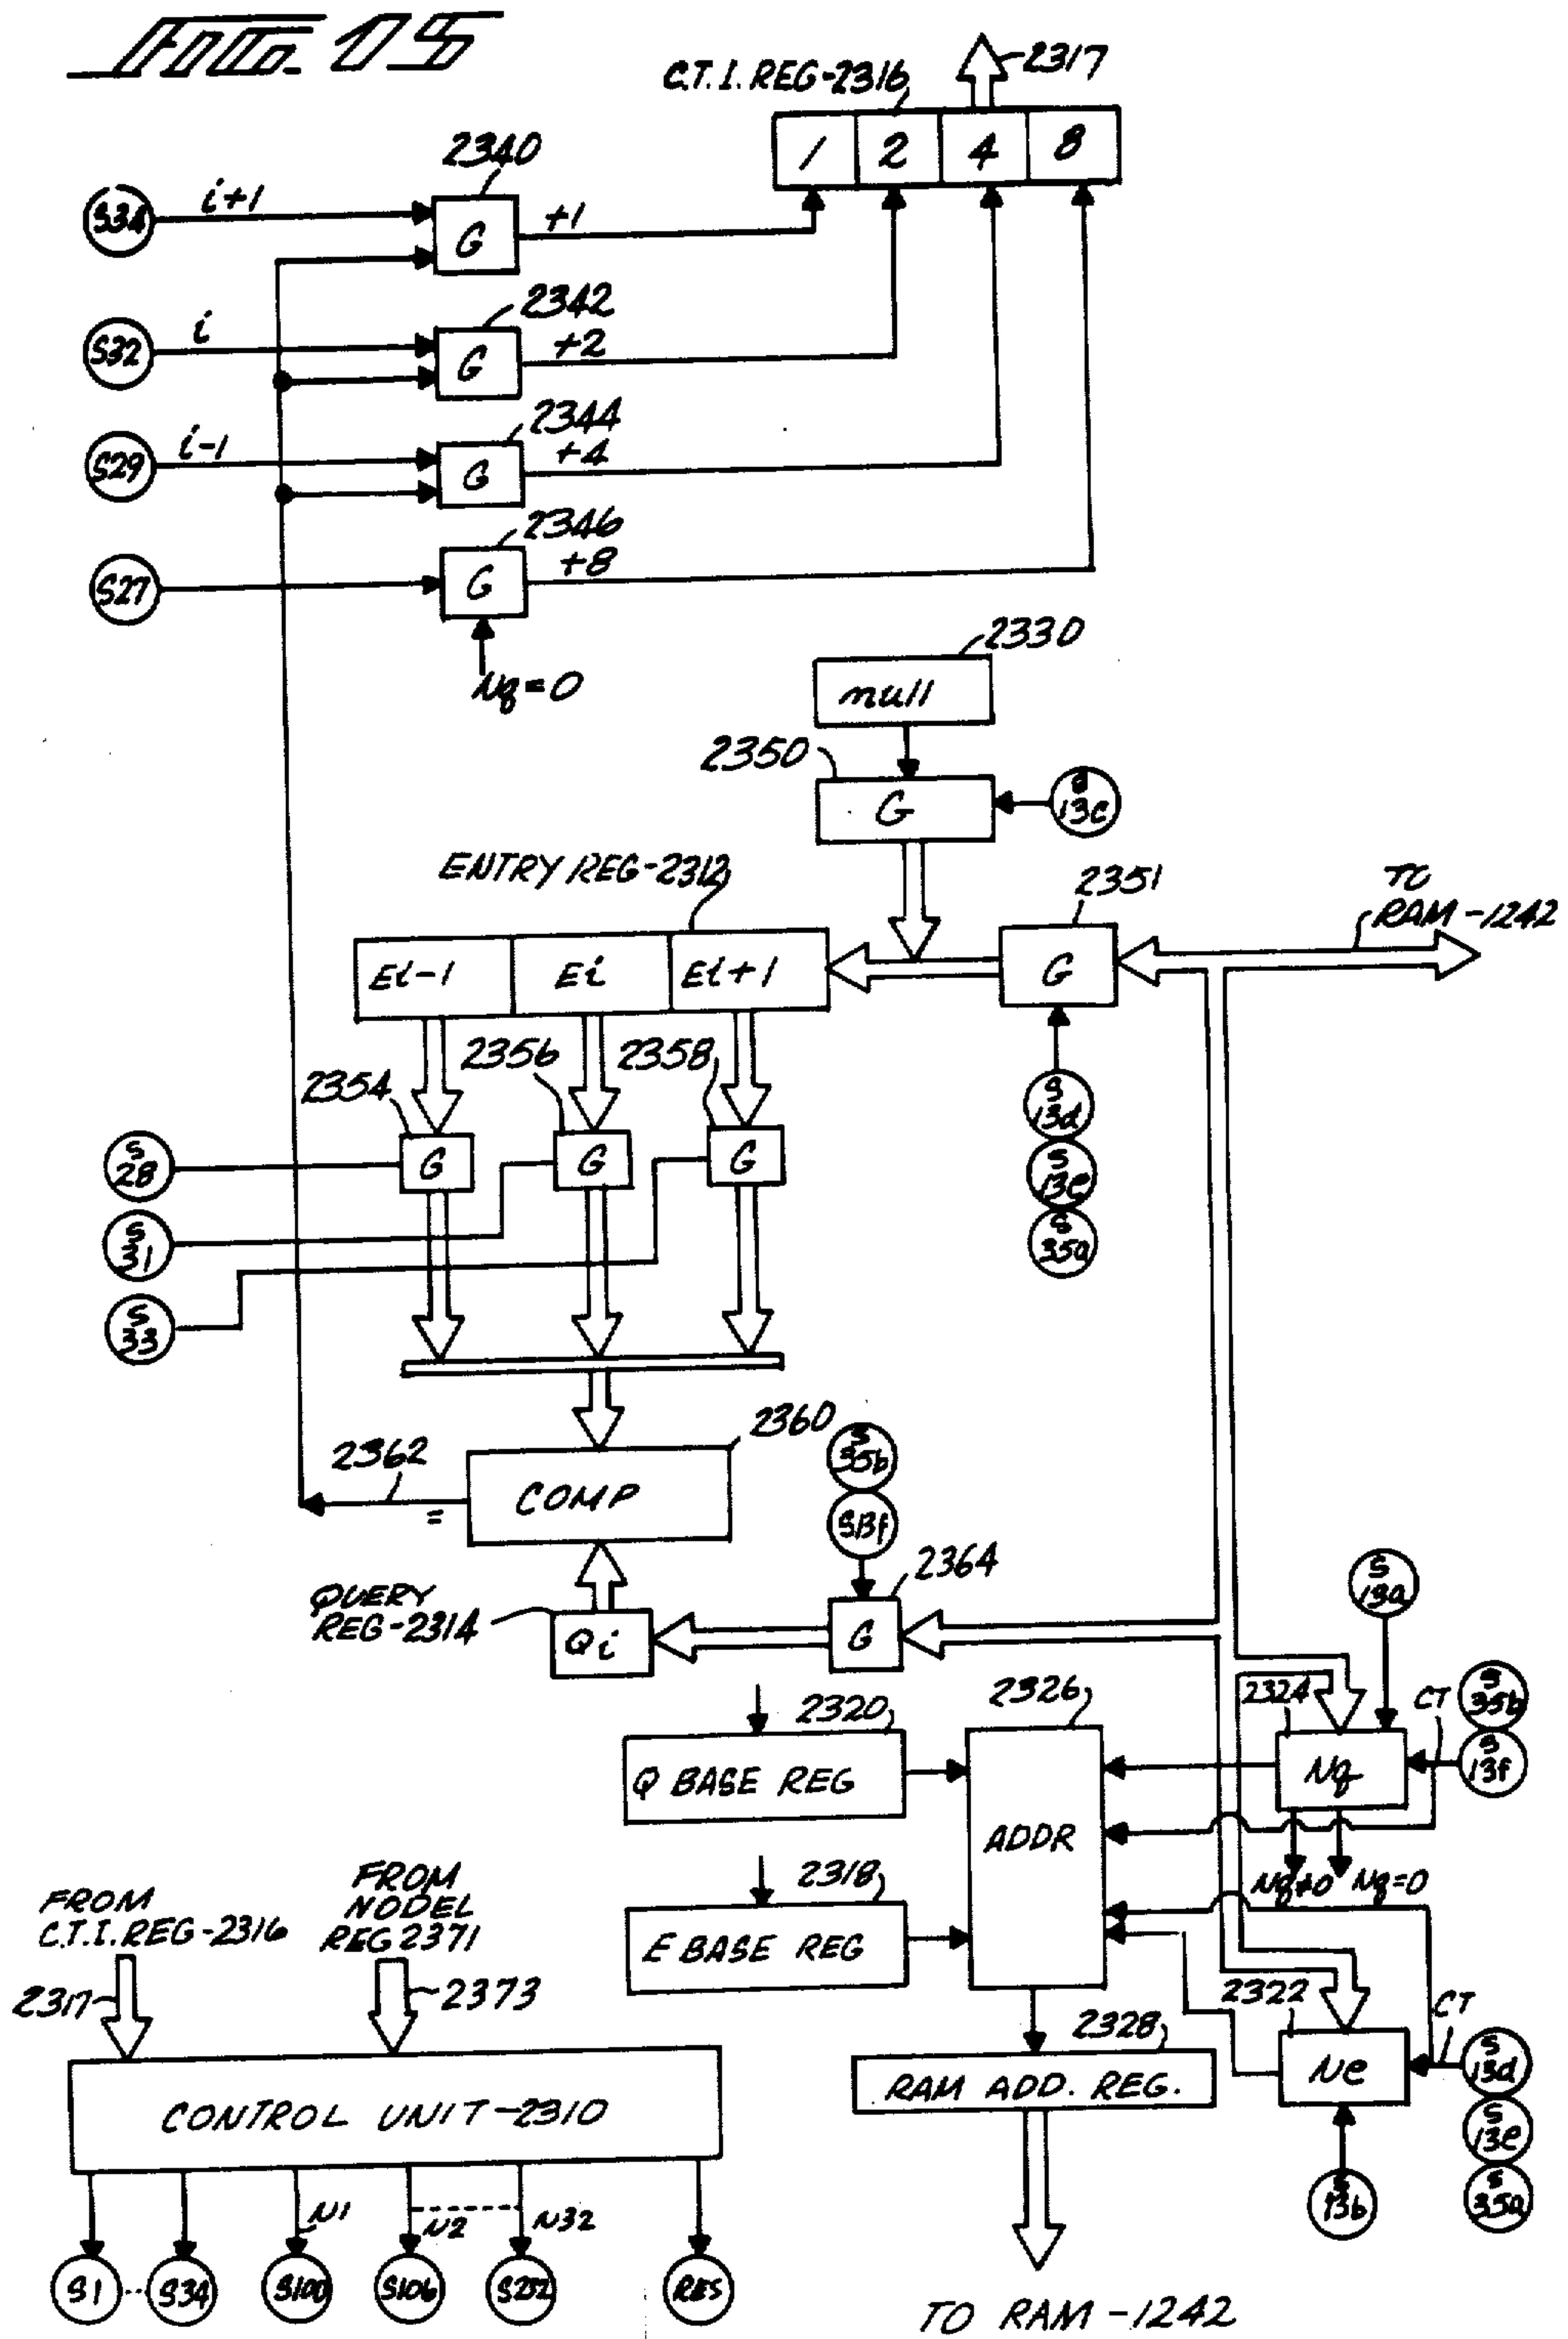 FIG. 15
C.T.I. REG-2316
2317
1 2 4 8
2340
S34
i+1
G
+1
2342
S32
i
G
+2
2344
S29
i-1
G
+4
2346
S27
G
+8
Nq=0
2330
null
2350
G
S 13c
ENTRY REG-2312
2351
TO
RAM-1242
Ei-1 Ei Ei+1
G
2354
2356
2358
S 13d
S 13e
S 35a
S 28
G
G
G
S 31
S 33
2360
2362
S 35b
COMP
=
S13f
2364
QUERY
REG-2314
Qi
G
S 13a
2320
2326
2324
CT
S 35b
Q BASE REG
Nq
S 13f
ADDR
2318
Nq≠0 Nq=0
E BASE REG
FROM
C.T.I. REG-2316
FROM
NODEL
REG 2371
2317
2373
2322
CT
2328
Ne
S 13d
RAM ADD. REG.
CONTROL UNIT-2310
S 13e
S 13b
S 35a
N1
N2
N32
S1
S34
S100
S106
S252
RES
TO RAM-1242